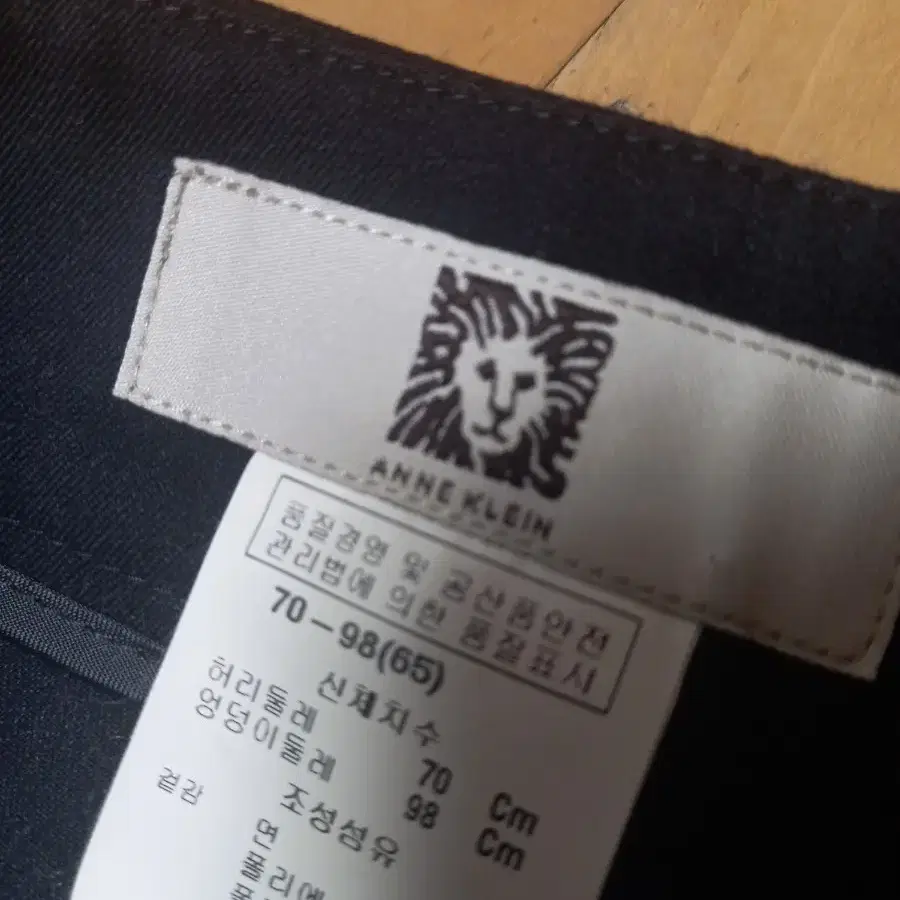 ANNE KLEIN
품질경영 및 공산품안전
관리법에 의한 품질표시
70-98(65)
신체치수
허리둘레 70 Cm
엉덩이둘레 98 Cm
조성섬유
겉감 면
폴리에